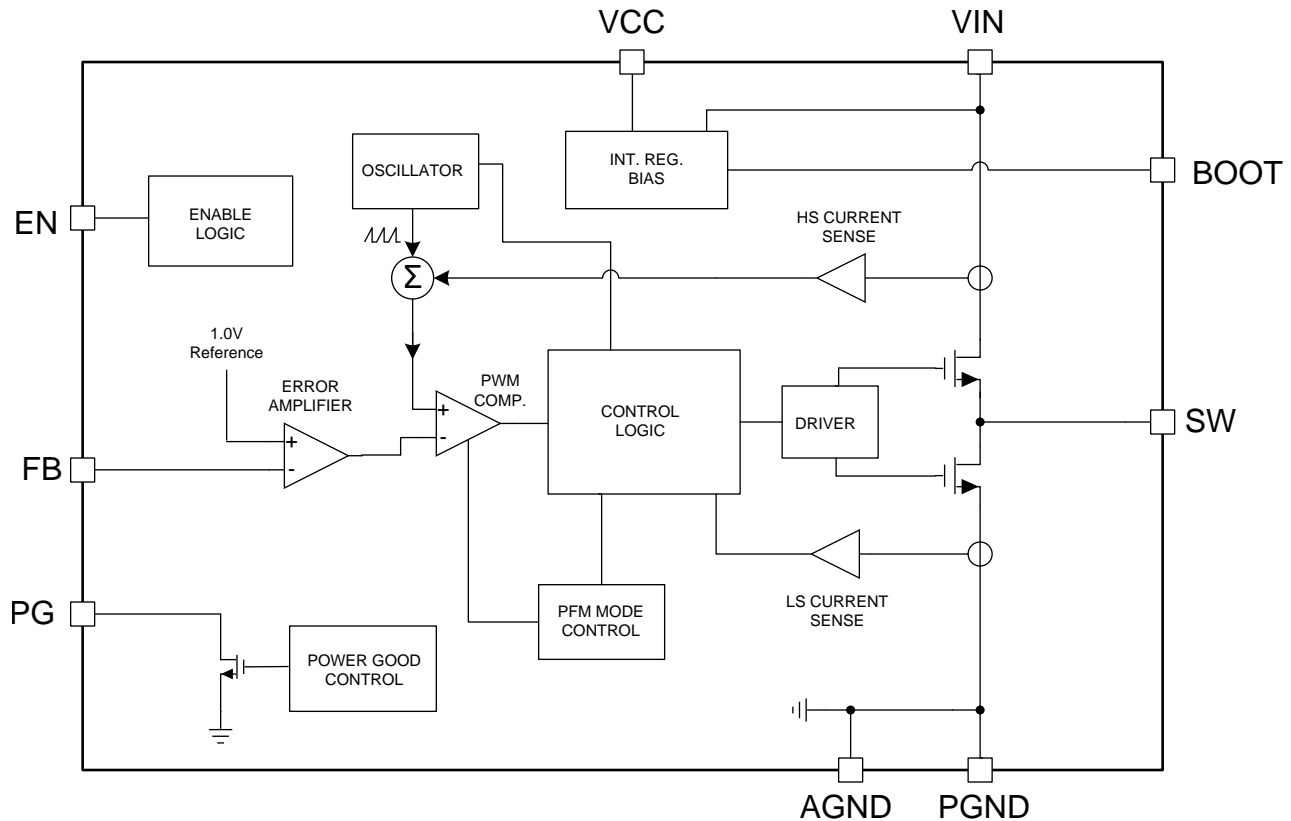 VCC
VIN
OSCILLATOR
INT. REG.
BIAS
BOOT
EN
ENABLE
LOGIC
HS CURRENT
SENSE
Σ
1.0V
Reference
ERROR
AMPLIFIER
PWM
COMP.
+
-
+
-
CONTROL
LOGIC
DRIVER
SW
FB
PG
PFM MODE
CONTROL
LS CURRENT
SENSE
POWER GOOD
CONTROL
AGND
PGND